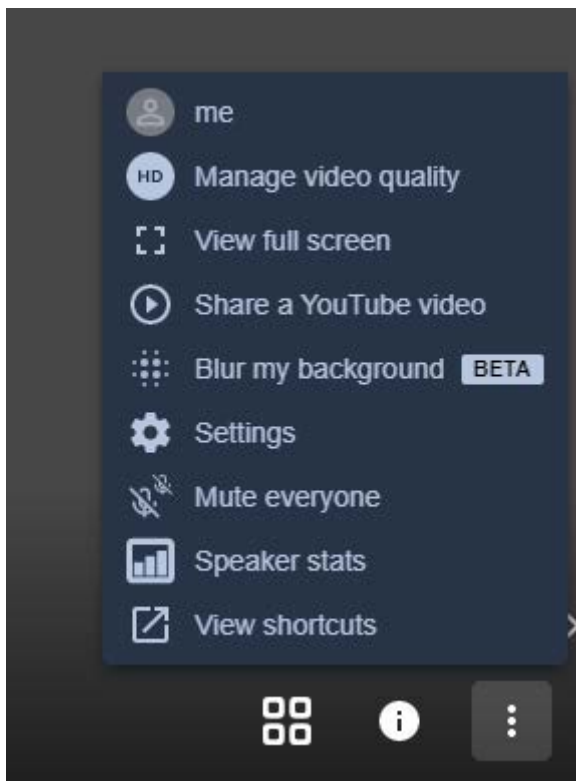 me
HD
Manage video quality
View full screen
Share a YouTube video
Blur my background BETA
Settings
Mute everyone
Speaker stats
View shortcuts